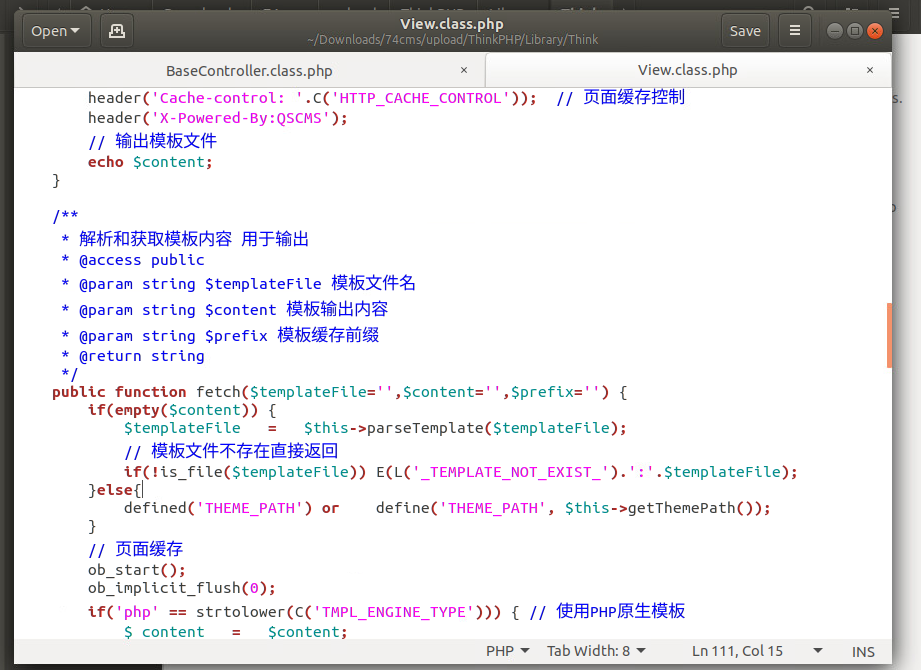 Open
View.class.php
~/Downloads/74cms/upload/ThinkPHP/Library/Think
Save
BaseController.class.php ×
View.class.php ×
header('Cache-control: '.C('HTTP_CACHE_CONTROL')); // 页面缓存控制
header('X-Powered-By:QSCMS');
// 输出模板文件
echo $content;
}
/**
* 解析和获取模板内容 用于输出
* @access public
* @param string $templateFile 模板文件名
* @param string $content 模板输出内容
* @param string $prefix 模板缓存前缀
* @return string
*/
public function fetch($templateFile='',$content='',$prefix='') {
if(empty($content)) {
$templateFile = $this->parseTemplate($templateFile);
// 模板文件不存在直接返回
if(!is_file($templateFile)) E(L('_TEMPLATE_NOT_EXIST_').':'.$templateFile);
}else{
defined('THEME_PATH') or define('THEME_PATH', $this->getThemePath());
}
// 页面缓存
ob_start();
ob_implicit_flush(0);
if('php' == strtolower(C('TMPL_ENGINE_TYPE'))) { // 使用PHP原生模板
$_content = $content;
PHP Tab Width: 8 Ln 111, Col 15 INS